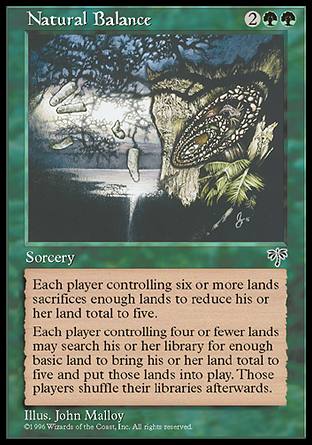 Natural Balance 2
Sorcery
Each player controlling six or more lands
sacrifices enough lands to reduce his or
her land total to five.
Each player controlling four or fewer lands
may search his or her library for enough
basic land to bring his or her land total to
five and put those lands into play. Those
players shuffle their libraries afterwards.
Illus. John Malloy
©1996 Wizards of the Coast, Inc. All rights reserved.